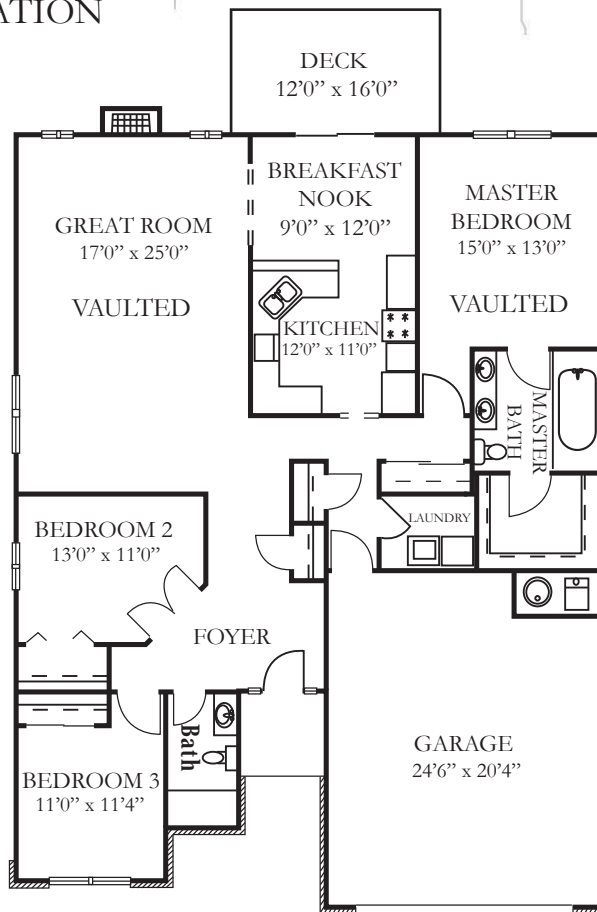 ATION
DECK
12’0” x 16’0”
BREAKFAST
NOOK
9’0” x 12’0”
GREAT ROOM
17’0” x 25’0”
VAULTED
MASTER
BEDROOM
15’0” x 13’0”
VAULTED
KITCHEN
12’0” x 11’0”
MASTER
BATH
LAUNDRY
BEDROOM 2
13’0” x 11’0”
FOYER
Bath
BEDROOM 3
11’0” x 11’4”
GARAGE
24’6” x 20’4”